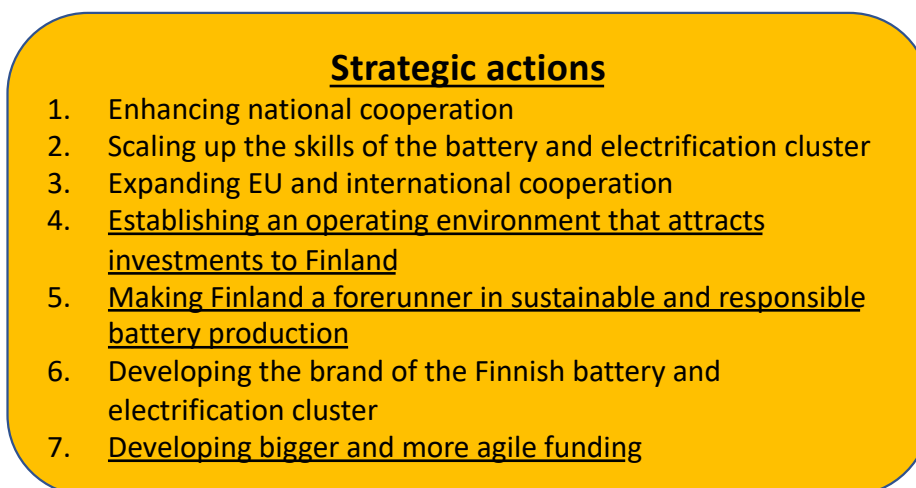 Strategic actions
1. Enhancing national cooperation
2. Scaling up the skills of the battery and electrification cluster
3. Expanding EU and international cooperation
4. Establishing an operating environment that attracts
investments to Finland
5. Making Finland a forerunner in sustainable and responsible
battery production
6. Developing the brand of the Finnish battery and
electrification cluster
7. Developing bigger and more agile funding